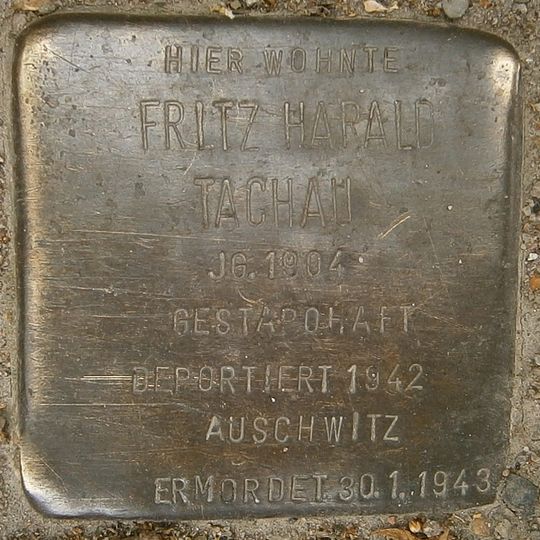 HIER WOHNTE
FRITZ HARALD
TACHAU
JG. 1904
GESTAPOHAFT
DEPORTIERT 1942
AUSCHWITZ
ERMORDET 30.1.1943